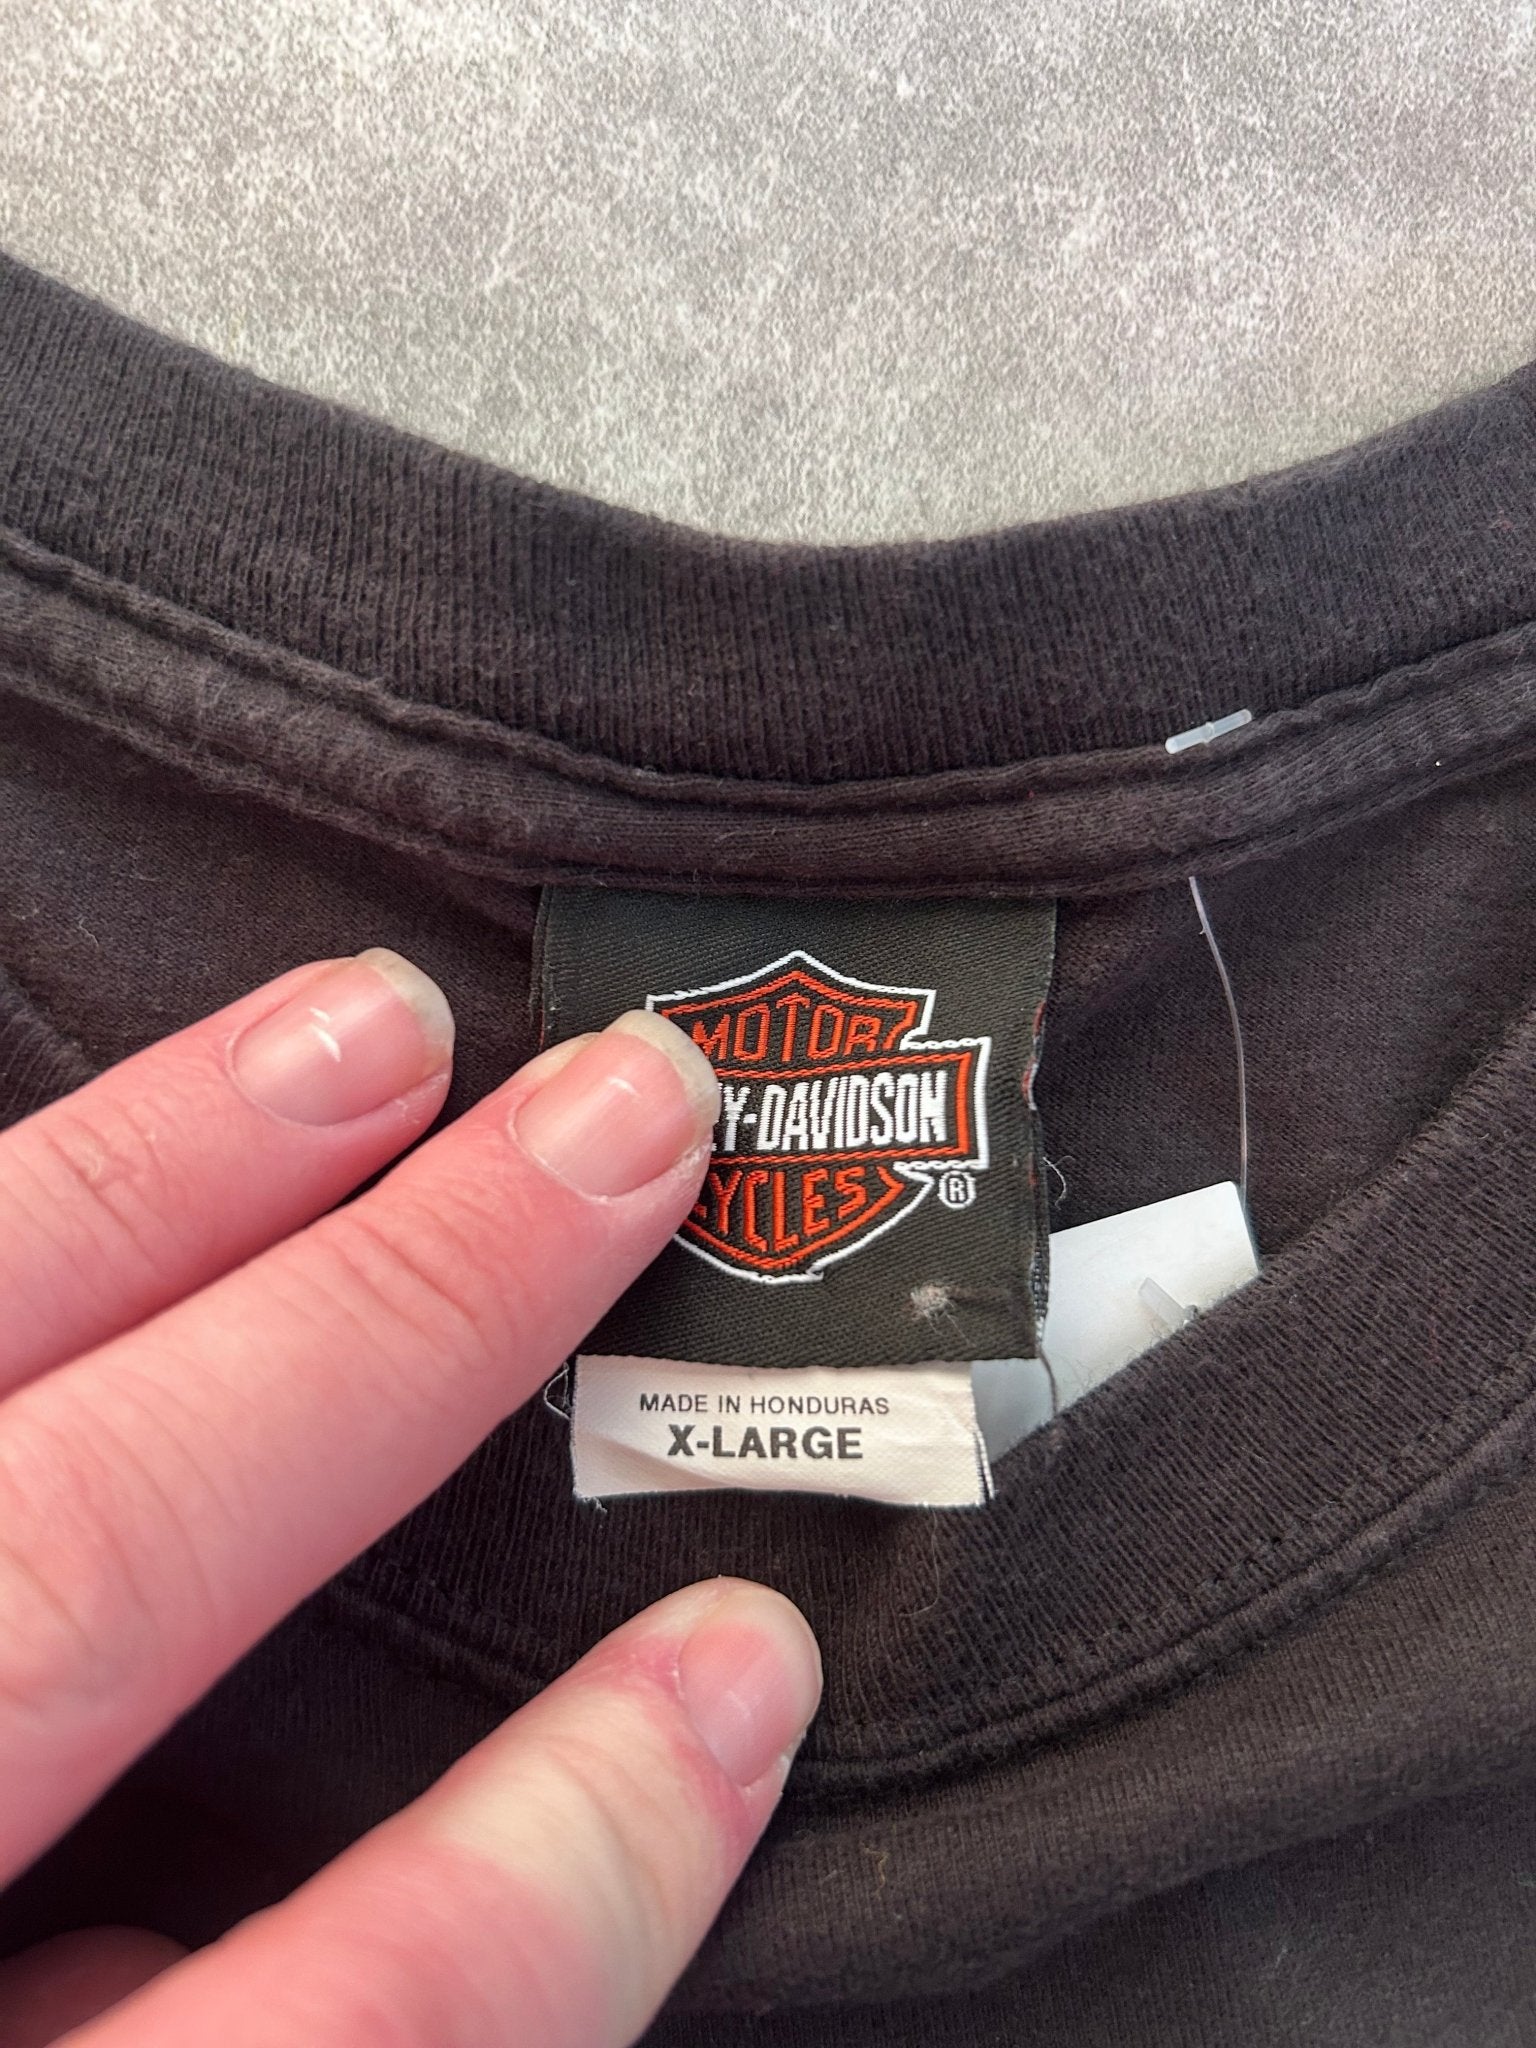 MOTOR
Y-DAVIDSON
YCLES
®
MADE IN HONDURAS
X-LARGE